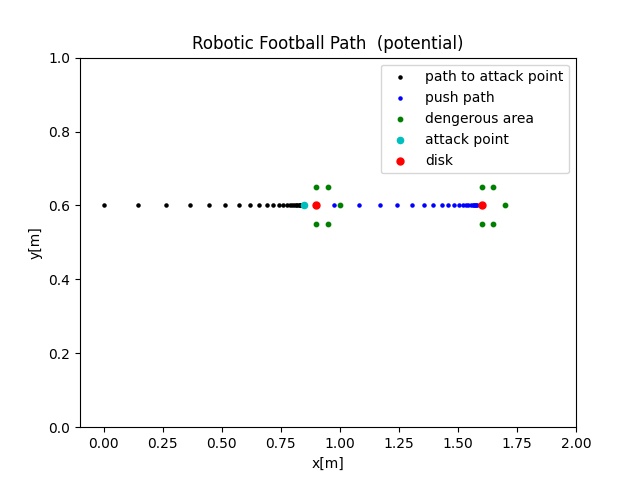 Robotic Football Path  (potential)
1.0
0.8
0.6
0.4
0.2
0.0
y[m]
path to attack point
push path
dengerous area
attack point
disk
0.00 0.25 0.50 0.75 1.00 1.25 1.50 1.75 2.00
x[m]